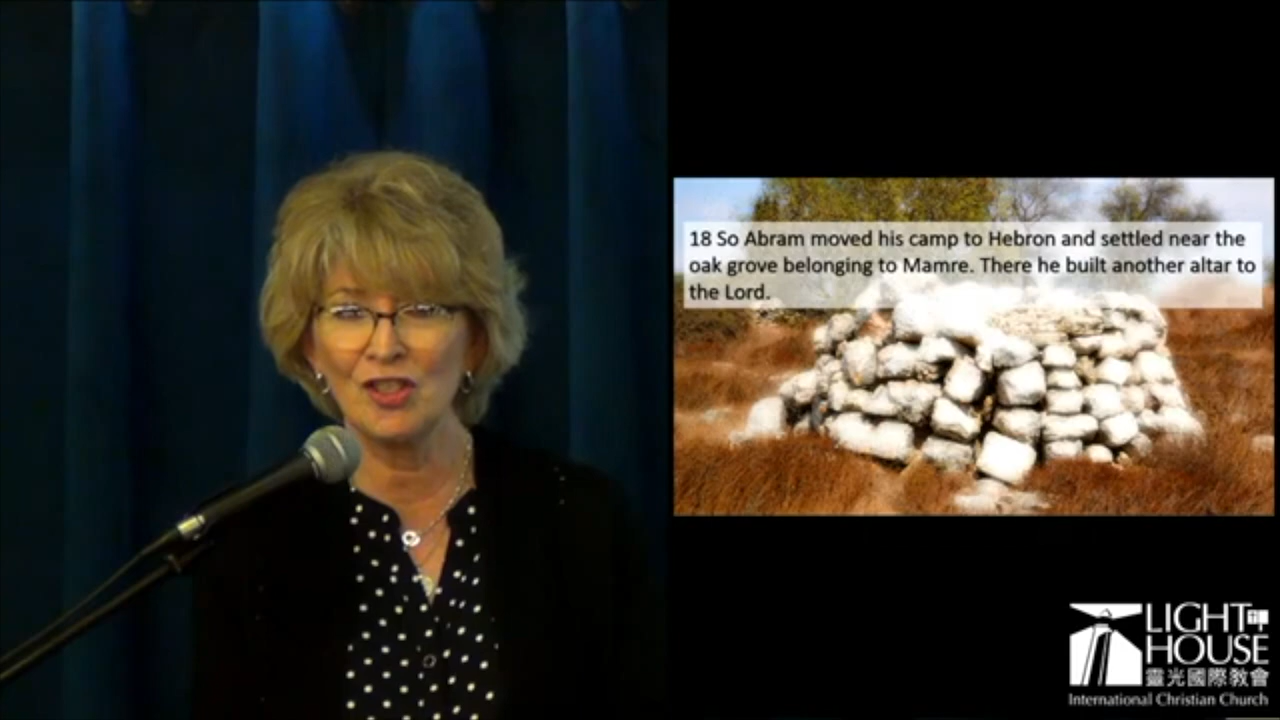 18 So Abram moved his camp to Hebron and settled near the
oak grove belonging to Mamre. There he built another altar to
the Lord.
LIGHT
HOUSE
靈光國際教會
International Christian Church